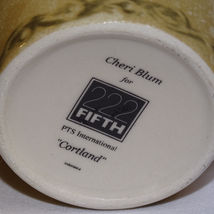 Cheri Blum
for
222
FIFTH
PTS International
"Cortland"